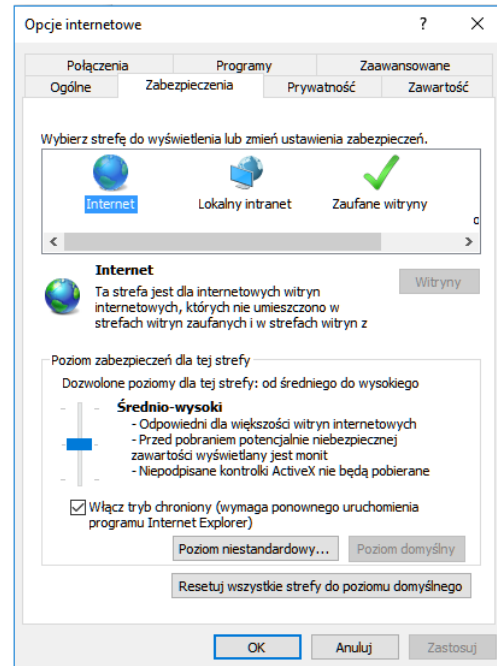 Opcje internetowe
?
Połączenia Programy Zaawansowane
Ogólne Zabezpieczenia Prywatność Zawartość
Wybierz strefę do wyświetlenia lub zmień ustawienia zabezpieczeń.
Internet Lokalny intranet Zaufane witryny
Internet
Witryny
Ta strefa jest dla internetowych witryn
internetowych, których nie umieszczono w
strefach witryn zaufanych i w strefach witryn z
Poziom zabezpieczeń dla tej strefy
Dozwolone poziomy dla tej strefy: od średniego do wysokiego
Średnio-wysoki
- Odpowiedni dla większości witryn internetowych
- Przed pobraniem potencjalnie niebezpiecznej
zawartości wyświetlany jest monit
- Niepodpisane kontrolki ActiveX nie będą pobierane
Włącz tryb chroniony (wymaga ponownego uruchomienia
programu Internet Explorer)
Poziom niestandardowy... Poziom domyślny
Resetuj wszystkie strefy do poziomu domyślnego
OK Anuluj Zastosuj